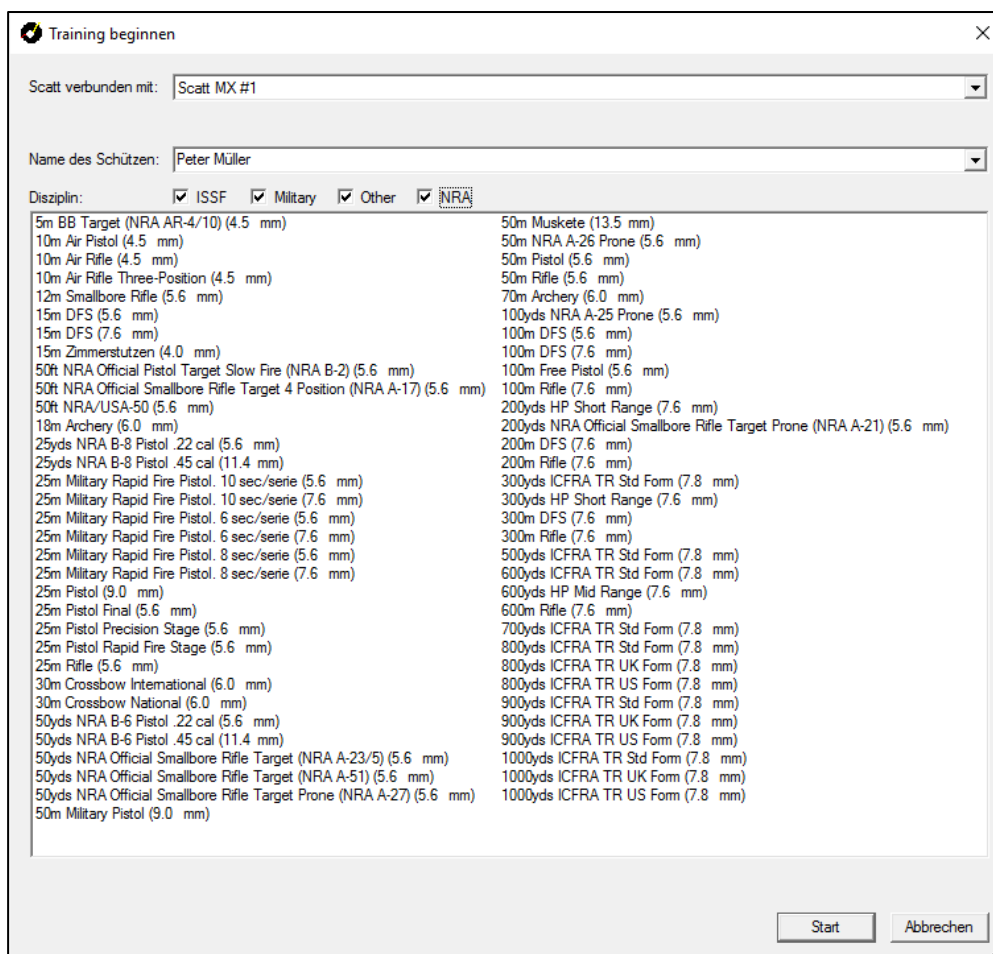 Training beginnen
Scatt verbunden mit: Scatt MX #1
Name des Schützen: Peter Müller
Disziplin: ISSF Military Other NRA
5m BB Target (NRA AR-4/10) (4.5 mm)
10m Air Pistol (4.5 mm)
10m Air Rifle (4.5 mm)
10m Air Rifle Three-Position (4.5 mm)
12m Smallbore Rifle (5.6 mm)
15m DFS (5.6 mm)
15m DFS (7.6 mm)
15m Zimmerstutzen (4.0 mm)
50ft NRA Official Pistol Target Slow Fire (NRA B-2) (5.6 mm)
50ft NRA Official Smallbore Rifle Target 4 Position (NRA A-17) (5.6 mm)
50ft NRA/USA-50 (5.6 mm)
18m Archery (6.0 mm)
25yds NRA B-8 Pistol .22 cal (5.6 mm)
25yds NRA B-8 Pistol .45 cal (11.4 mm)
25m Military Rapid Fire Pistol. 10 sec/serie (5.6 mm)
25m Military Rapid Fire Pistol. 10 sec/serie (7.6 mm)
25m Military Rapid Fire Pistol. 6 sec/serie (5.6 mm)
25m Military Rapid Fire Pistol. 6 sec/serie (7.6 mm)
25m Military Rapid Fire Pistol. 8 sec/serie (5.6 mm)
25m Military Rapid Fire Pistol. 8 sec/serie (7.6 mm)
25m Pistol (9.0 mm)
25m Pistol Final (5.6 mm)
25m Pistol Precision Stage (5.6 mm)
25m Pistol Rapid Fire Stage (5.6 mm)
25m Rifle (5.6 mm)
30m Crossbow International (6.0 mm)
30m Crossbow National (6.0 mm)
50yds NRA B-6 Pistol .22 cal (5.6 mm)
50yds NRA B-6 Pistol .45 cal (11.4 mm)
50yds NRA Official Smallbore Rifle Target (NRA A-23/5) (5.6 mm)
50yds NRA Official Smallbore Rifle Target (NRA A-51) (5.6 mm)
50yds NRA Official Smallbore Rifle Target Prone (NRA A-27) (5.6 mm)
50m Military Pistol (9.0 mm)
50m Muskete (13.5 mm)
50m NRA A-26 Prone (5.6 mm)
50m Pistol (5.6 mm)
50m Rifle (5.6 mm)
70m Archery (6.0 mm)
100yds NRA A-25 Prone (5.6 mm)
100m DFS (5.6 mm)
100m DFS (7.6 mm)
100m Free Pistol (5.6 mm)
100m Rifle (7.6 mm)
200yds HP Short Range (7.6 mm)
200yds NRA Official Smallbore Rifle Target Prone (NRA A-21) (5.6 mm)
200m DFS (7.6 mm)
200m Rifle (7.6 mm)
300yds ICFRA TR Std Form (7.8 mm)
300yds HP Short Range (7.6 mm)
300m DFS (7.6 mm)
300m Rifle (7.6 mm)
500yds ICFRA TR Std Form (7.8 mm)
600yds ICFRA TR Std Form (7.8 mm)
600yds HP Mid Range (7.6 mm)
600m Rifle (7.6 mm)
700yds ICFRA TR Std Form (7.8 mm)
800yds ICFRA TR Std Form (7.8 mm)
800yds ICFRA TR UK Form (7.8 mm)
800yds ICFRA TR US Form (7.8 mm)
900yds ICFRA TR Std Form (7.8 mm)
900yds ICFRA TR UK Form (7.8 mm)
900yds ICFRA TR US Form (7.8 mm)
1000yds ICFRA TR Std Form (7.8 mm)
1000yds ICFRA TR UK Form (7.8 mm)
1000yds ICFRA TR US Form (7.8 mm)
Start Abbrechen